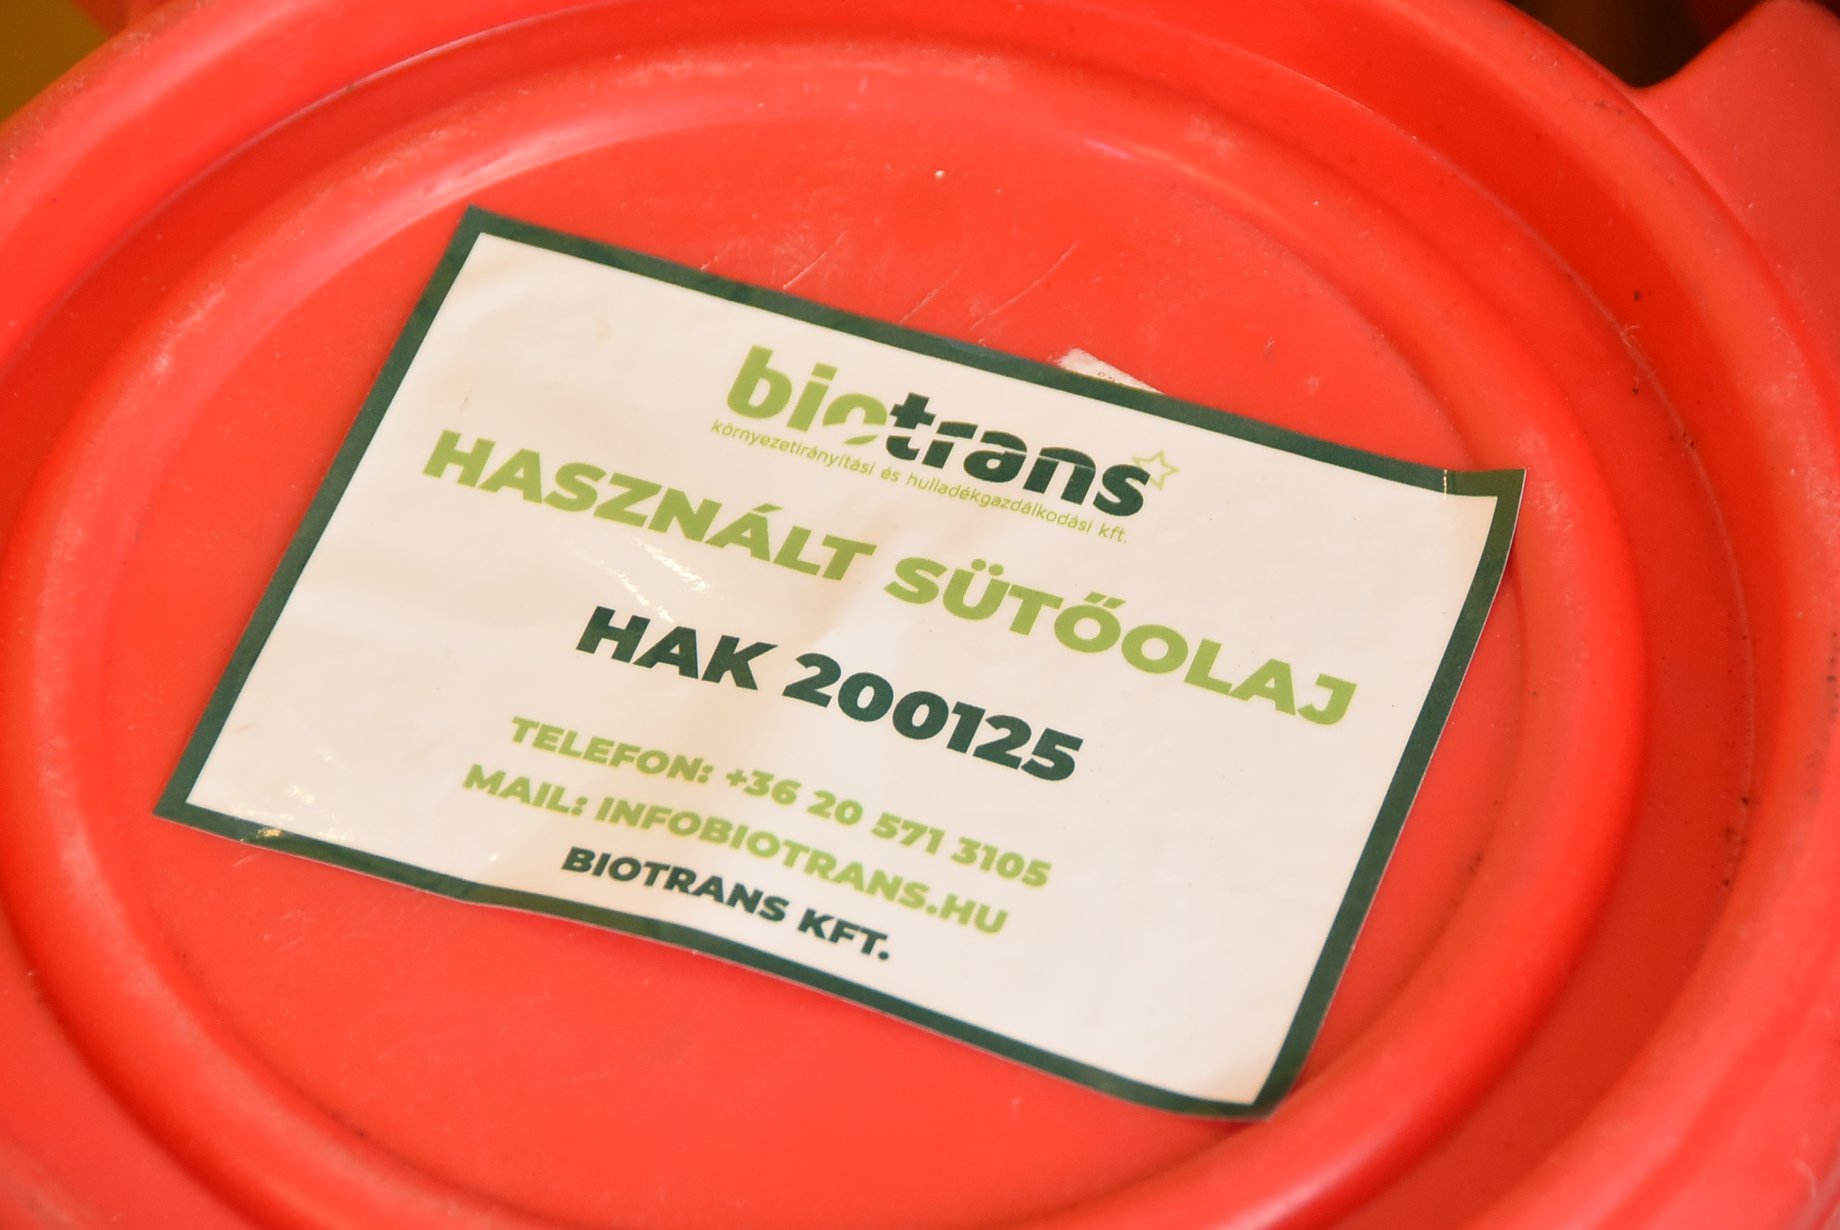 biotrans
környezetirányítási és hulladékgazdálkodási kft.
HASZNÁLT SÜTŐOLAJ
HAK 200125
TELEFON: +36 20 571 3105
MAIL: INFOBIOTRANS.HU
BIOTRANS KFT.